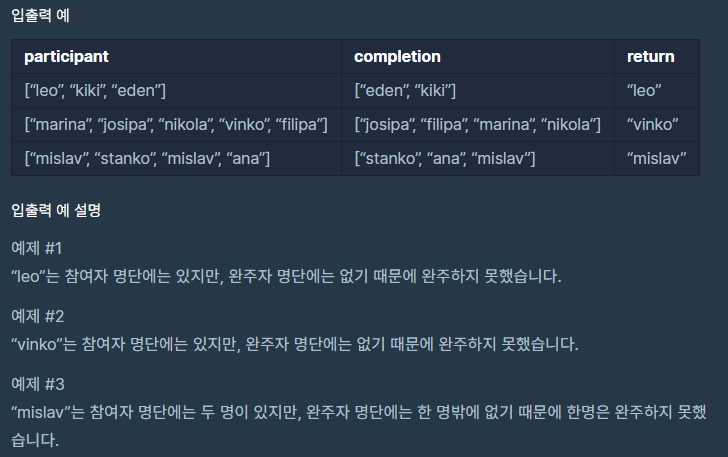 입출력 예
participant completion return
[“leo”, “kiki”, “eden”] [“eden”, “kiki”] “leo”
[“marina”, “josipa”, “nikola”, “vinko”, “filipa”] [“josipa”, “filipa”, “marina”, “nikola”] “vinko”
[“mislav”, “stanko”, “mislav”, “ana”] [“stanko”, “ana”, “mislav”] “mislav”
입출력 예 설명
예제 #1
“leo”는 참여자 명단에는 있지만, 완주자 명단에는 없기 때문에 완주하지 못했습니다.
예제 #2
“vinko”는 참여자 명단에는 있지만, 완주자 명단에는 없기 때문에 완주하지 못했습니다.
예제 #3
“mislav”는 참여자 명단에는 두 명이 있지만, 완주자 명단에는 한 명밖에 없기 때문에 한명은 완주하지 못했
습니다.